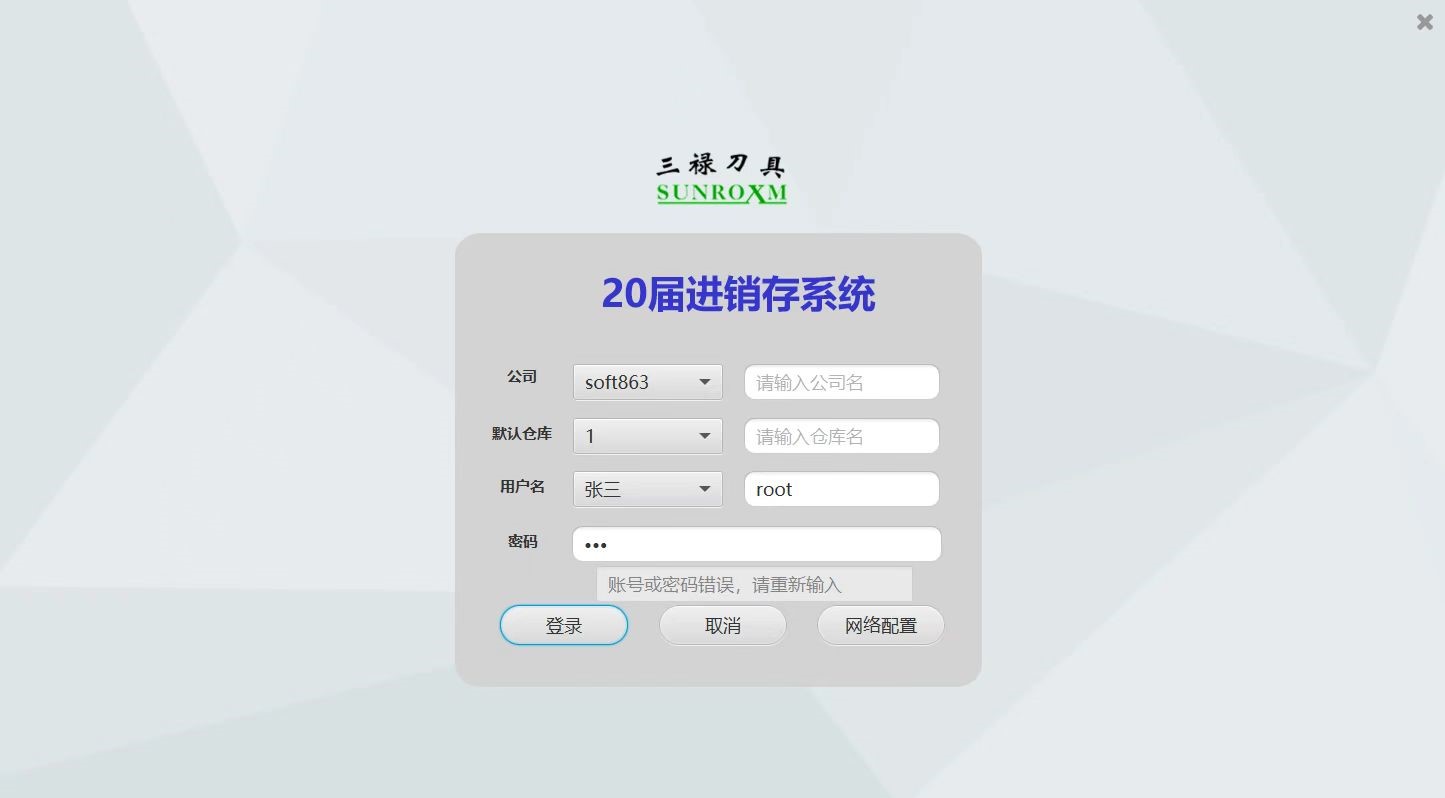 三禄刀具
SUNROXM
20届进销存系统
公司 soft863 请输入公司名
默认仓库 1 请输入仓库名
用户名 张三 root
密码 •••
账号或密码错误，请重新输入
登录 取消 网络配置